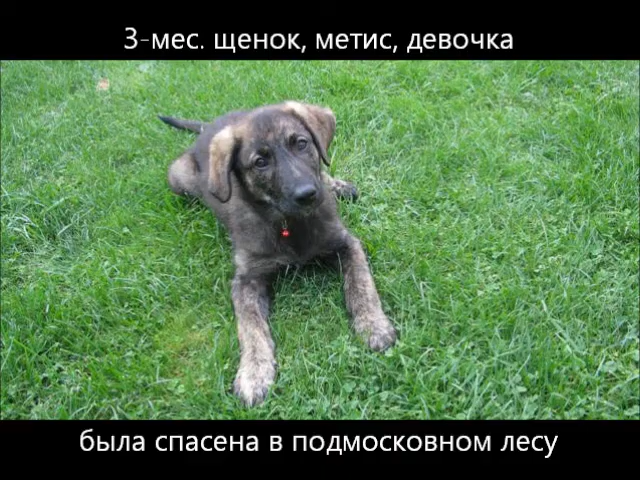 3-мес. щенок, метис, девочка
была спасена в подмосковном лесу